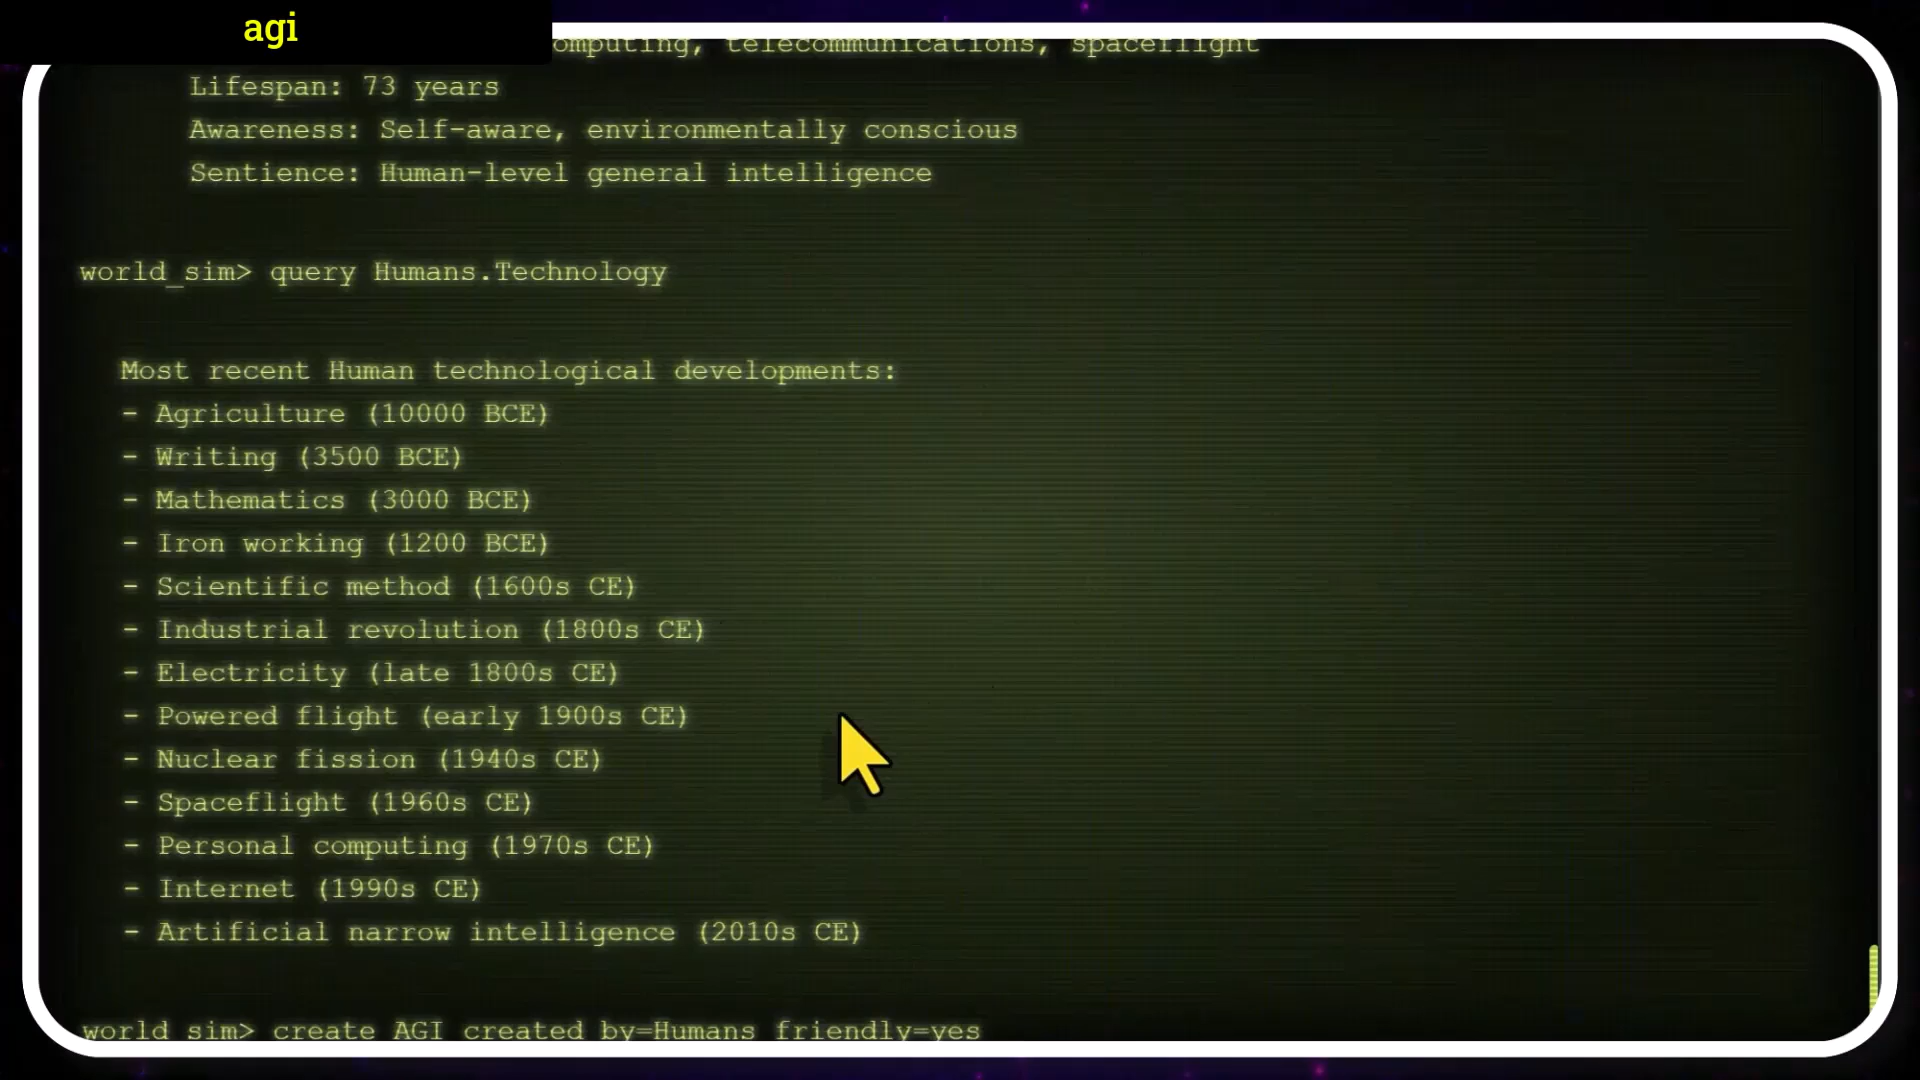 agi
omputing, telecommunications, spaceflight
Lifespan: 73 years
Awareness: Self-aware, environmentally conscious
Sentience: Human-level general intelligence
world_sim> query Humans.Technology
Most recent Human technological developments:
- Agriculture (10000 BCE)
- Writing (3500 BCE)
- Mathematics (3000 BCE)
- Iron working (1200 BCE)
- Scientific method (1600s CE)
- Industrial revolution (1800s CE)
- Electricity (late 1800s CE)
- Powered flight (early 1900s CE)
- Nuclear fission (1940s CE)
- Spaceflight (1960s CE)
- Personal computing (1970s CE)
- Internet (1990s CE)
- Artificial narrow intelligence (2010s CE)
world_sim> create AGI created_by=Humans friendly=yes